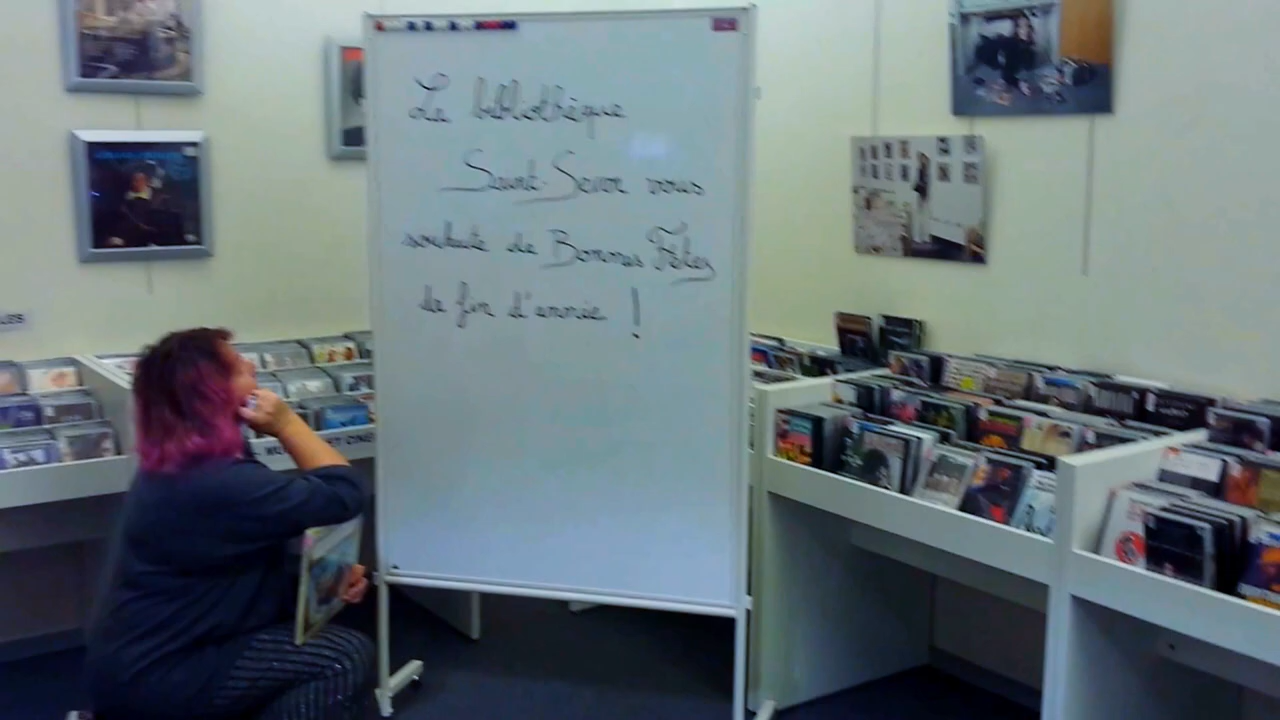 La bibliothèque
Saint-Sever vous
souhaite de Bonnes Fêtes
de fin d'année !